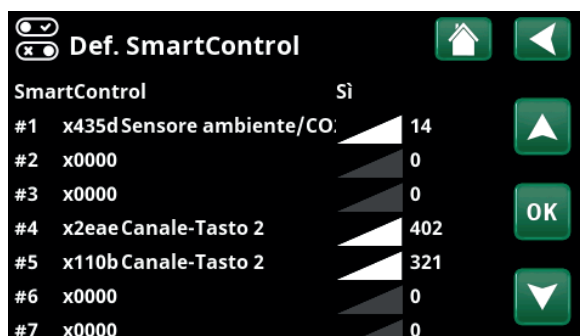 Def. SmartControl
SmartControl Sì
#1 x435d Sensore ambiente/CO 14
#2 x0000 0
#3 x0000 0
#4 x2eae Canale-Tasto 2 402
OK
#5 x110b Canale-Tasto 2 321
#6 x0000 0
#7 x0000 0